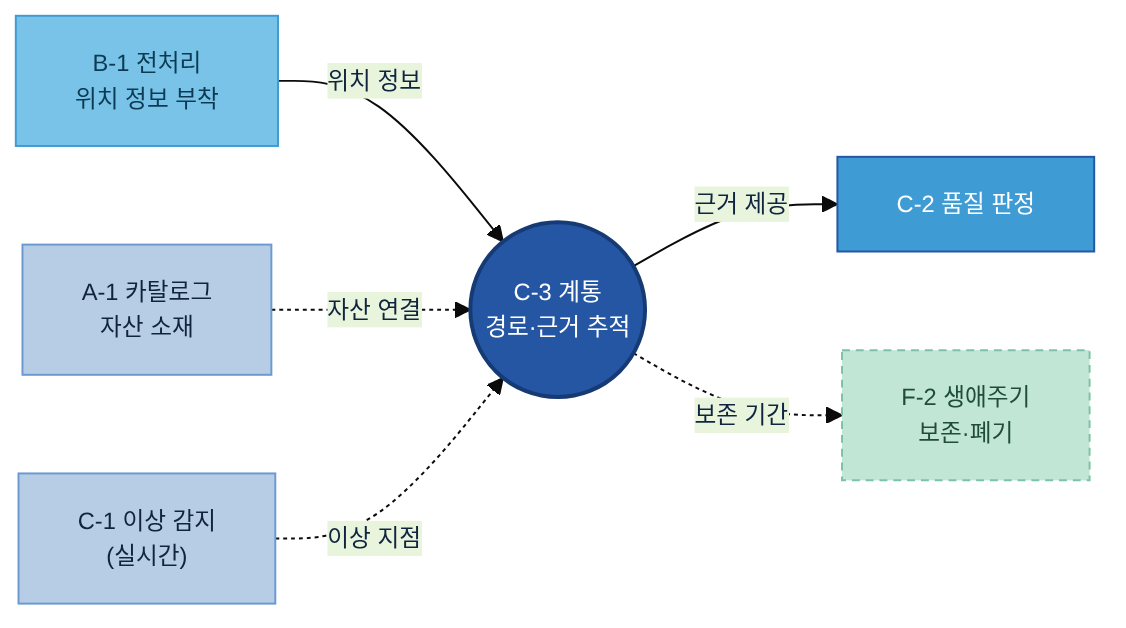 B-1 전처리
위치 정보 부착
위치 정보
A-1 카탈로그
자산 소재
자산 연결
C-1 이상 감지
(실시간)
이상 지점
C-3 계통
경로·근거 추적
근거 제공
C-2 품질 판정
보존 기간
F-2 생애주기
보존·폐기